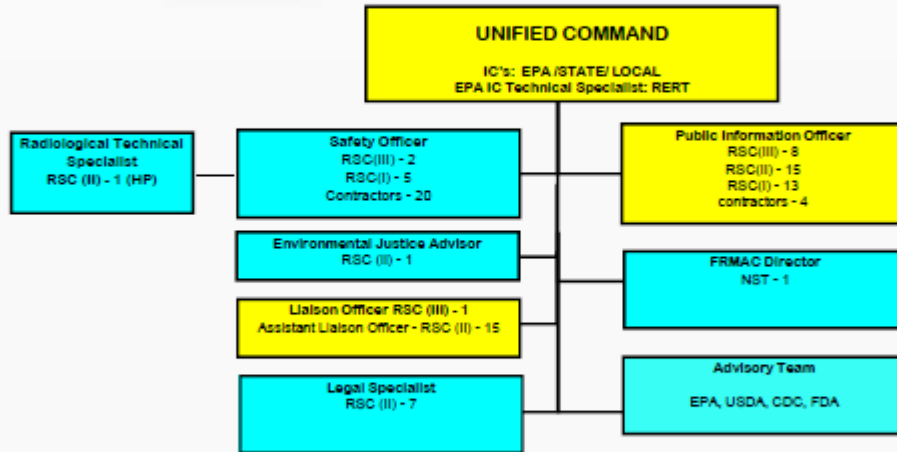 UNIFIED COMMAND
IC's: EPA /STATE/ LOCAL
EPA IC Technical Specialist: RERT
Radiological Technical
Specialist
RSC (II) - 1 (HP)
Safety Officer
RSC(III) - 2
RSC(I) - 5
Contractors - 20
Public Information Officer
RSC(III) - 8
RSC(II) - 15
RSC(I) - 13
contractors - 4
Environmental Justice Advisor
RSC (II) - 1
FRMAC Director
NST - 1
Liaison Officer RSC (III) - 1
Assistant Liaison Officer - RSC (II) - 15
Legal Specialist
RSC (II) - 7
Advisory Team
EPA, USDA, CDC, FDA